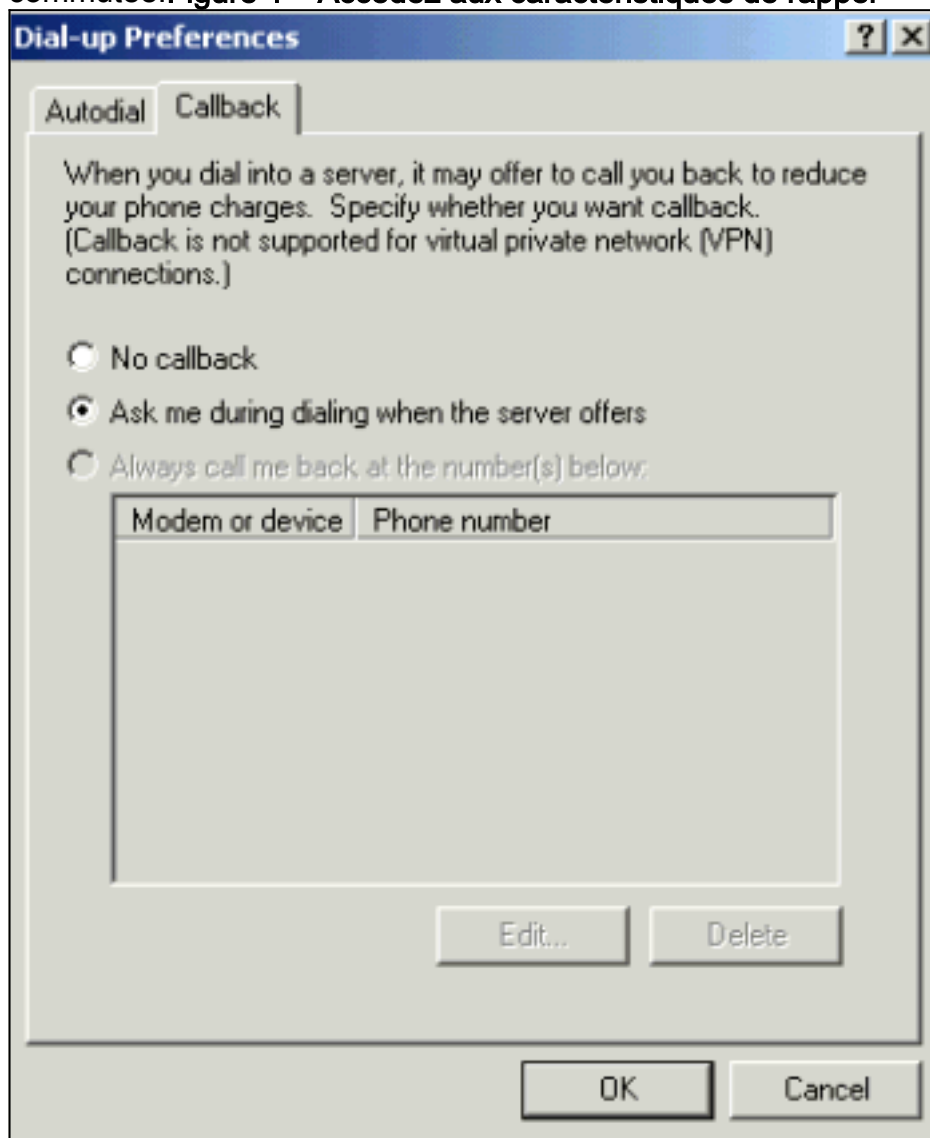 Dial-up Preferences
Autodial Callback
When you dial into a server, it may offer to call you back to reduce
your phone charges. Specify whether you want callback.
(Callback is not supported for virtual private network (VPN)
connections.)
No callback
Ask me during dialing when the server offers
Always call me back at the number(s) below:
Modem or device Phone number
Edit... Delete
OK Cancel